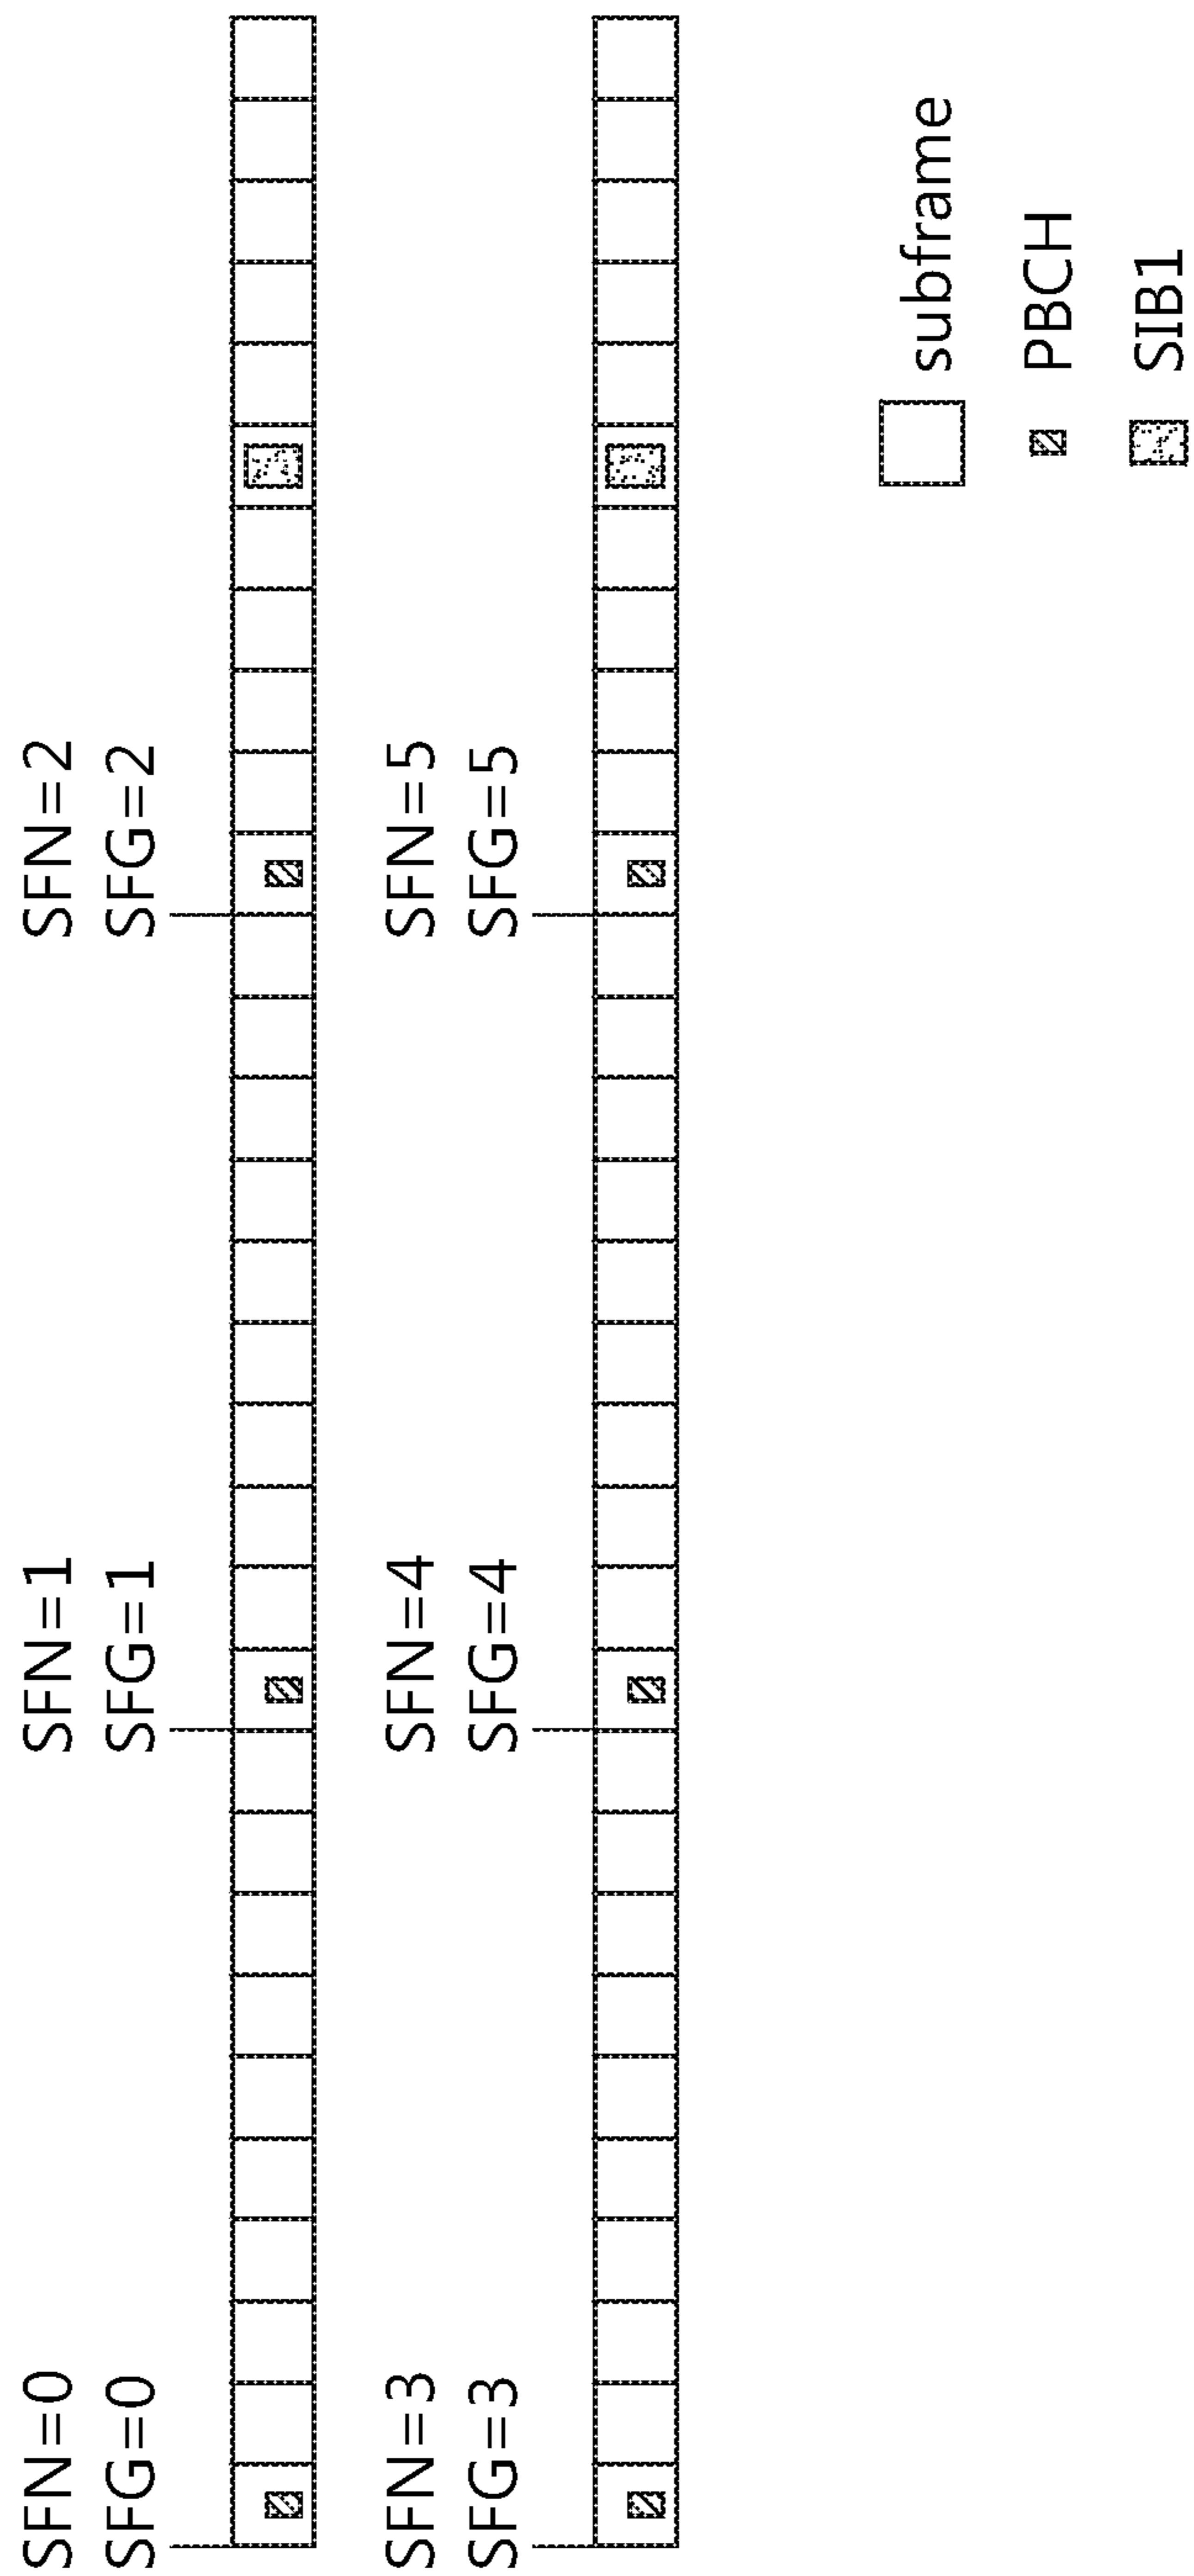 SFN=0
SFG=0
SFN=1
SFG=1
SFN=2
SFG=2
SFN=3
SFG=3
SFN=4
SFG=4
SFN=5
SFG=5
subframe
PBCH
SIB1